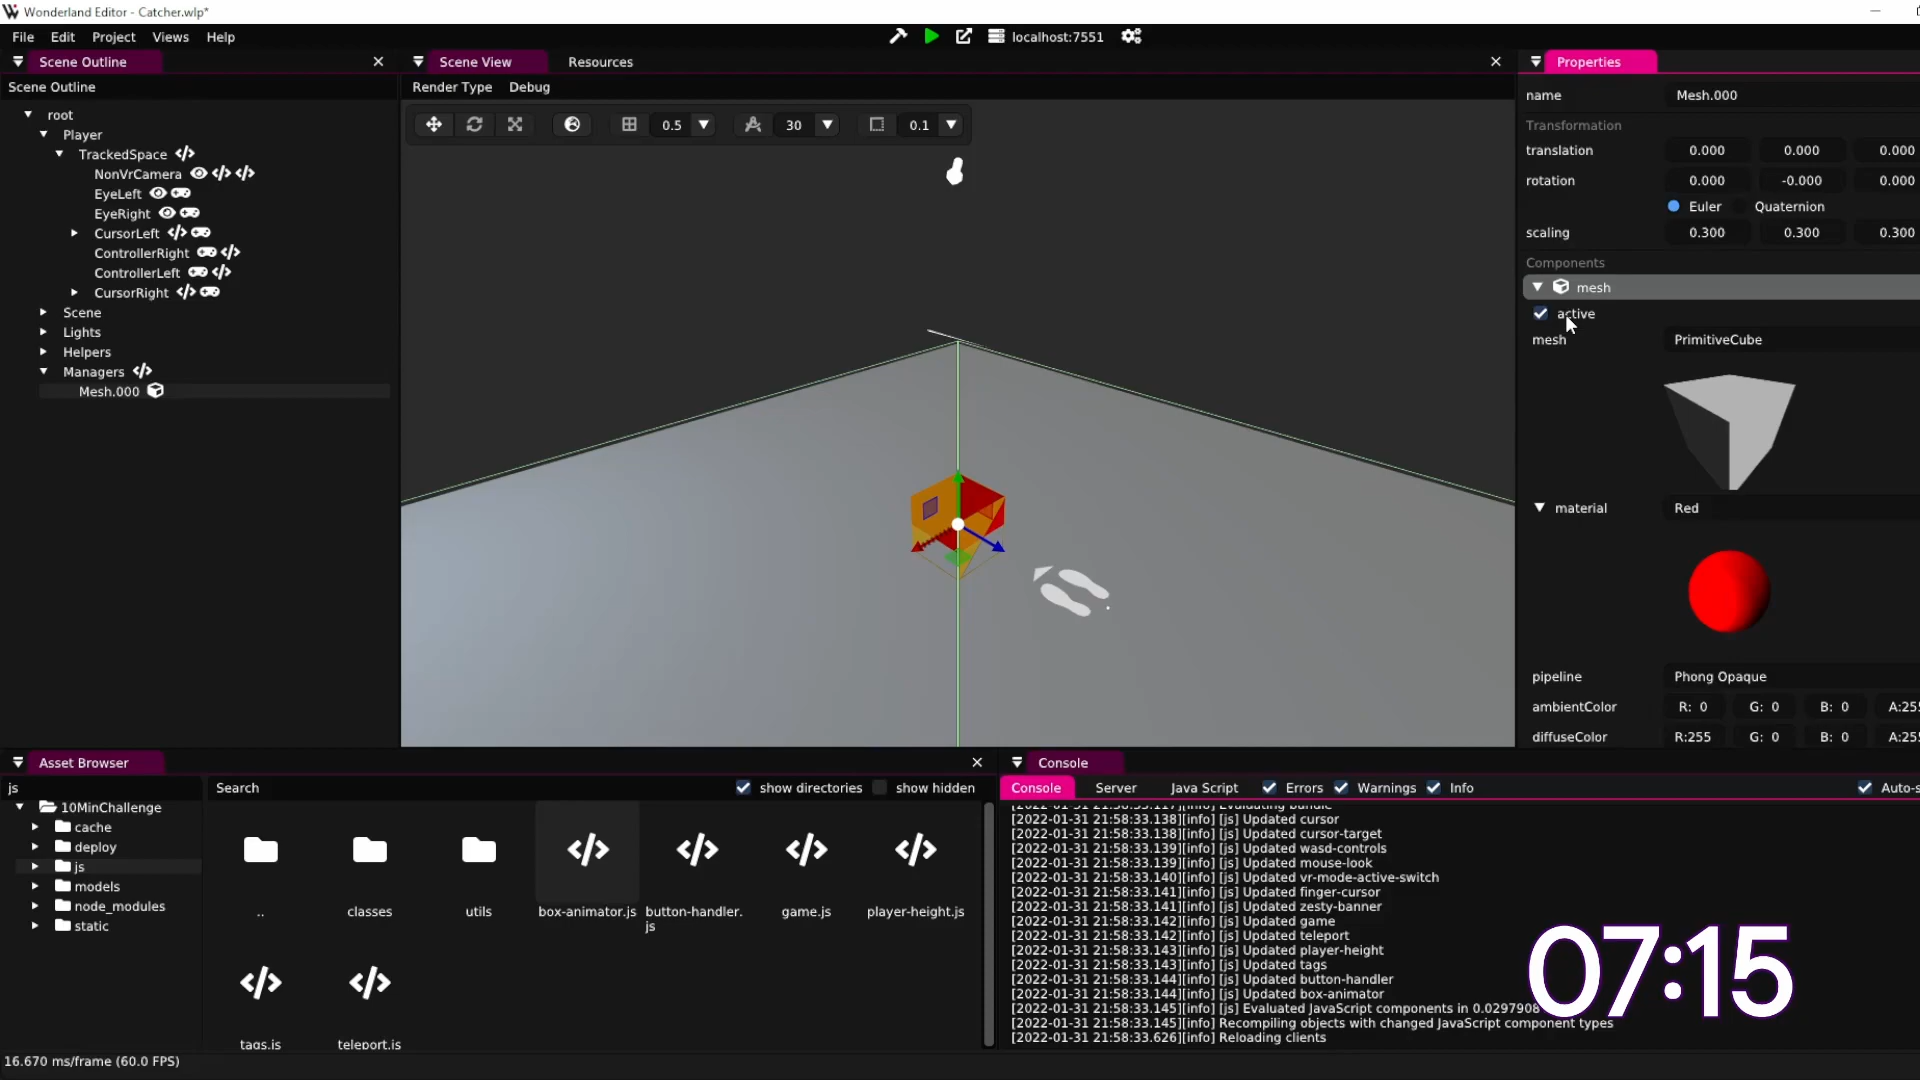 Wonderland Editor - Catcher.wlp*
File Edit Project Views Help
localhost:7551
Scene Outline
Scene View Resources
Properties
Scene Outline
Render Type Debug
name Mesh.000
root
Player
TrackedSpace
NonVrCamera
EyeLeft
EyeRight
CursorLeft
ControllerRight
ControllerLeft
CursorRight
Scene
Lights
Helpers
Managers
Mesh.000
0.5 30 0.1
Transformation
translation 0.000 0.000 0.000
rotation 0.000 -0.000 0.000
Euler Quaternion
scaling 0.300 0.300 0.300
Components
mesh
active
mesh PrimitiveCube
material Red
pipeline Phong Opaque
ambientColor R: 0 G: 0 B: 0 A:255
diffuseColor R:255 G: 0 B: 0 A:255
Asset Browser
js
Search show directories show hidden
10MinChallenge
cache
deploy
js
models
node_modules
static
..
classes
utils
box-animator.js
button-handler.
js
game.js
player-height.js
tags.js
teleport.js
Console
Console Server Java Script Errors Warnings Info Auto-s
[2022-01-31 21:58:33.117][info] Evaluating bundle
[2022-01-31 21:58:33.138][info] [js] Updated cursor
[2022-01-31 21:58:33.138][info] [js] Updated cursor-target
[2022-01-31 21:58:33.139][info] [js] Updated wasd-controls
[2022-01-31 21:58:33.139][info] [js] Updated mouse-look
[2022-01-31 21:58:33.140][info] [js] Updated vr-mode-active-switch
[2022-01-31 21:58:33.141][info] [js] Updated finger-cursor
[2022-01-31 21:58:33.141][info] [js] Updated zesty-banner
[2022-01-31 21:58:33.142][info] [js] Updated game
[2022-01-31 21:58:33.142][info] [js] Updated teleport
[2022-01-31 21:58:33.143][info] [js] Updated player-height
[2022-01-31 21:58:33.143][info] [js] Updated tags
[2022-01-31 21:58:33.144][info] [js] Updated button-handler
[2022-01-31 21:58:33.144][info] [js] Updated box-animator
[2022-01-31 21:58:33.145][info] [js] Evaluated JavaScript components in 0.0297908
[2022-01-31 21:58:33.145][info] Recompiling objects with changed JavaScript component types
[2022-01-31 21:58:33.626][info] Reloading clients
07:15
16.670 ms/frame (60.0 FPS)